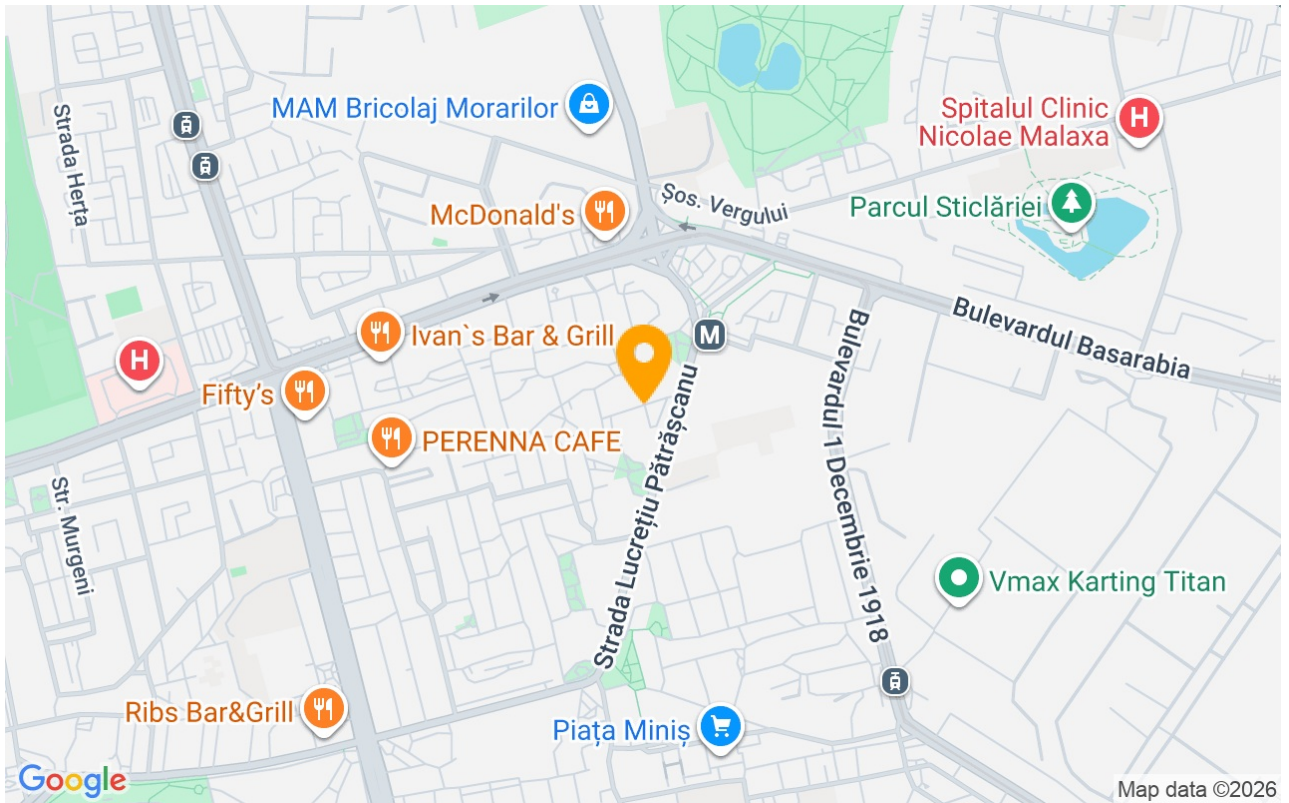 Strada Herța
MAM Bricolaj Morarilor
Spitalul Clinic
Nicolae Malaxa
H
McDonald's
Șos. Vergului
Parcul Sticlăriei
Ivan`s Bar & Grill
M
Bulevardul Basarabia
H
Fifty's
PERENNA CAFE
Strada Lucrețiu Pătrășcanu
Bulevardul 1 Decembrie 1918
Str. Murgeni
Vmax Karting Titan
Ribs Bar&Grill
Piața Miniș
Google
Map data ©2026